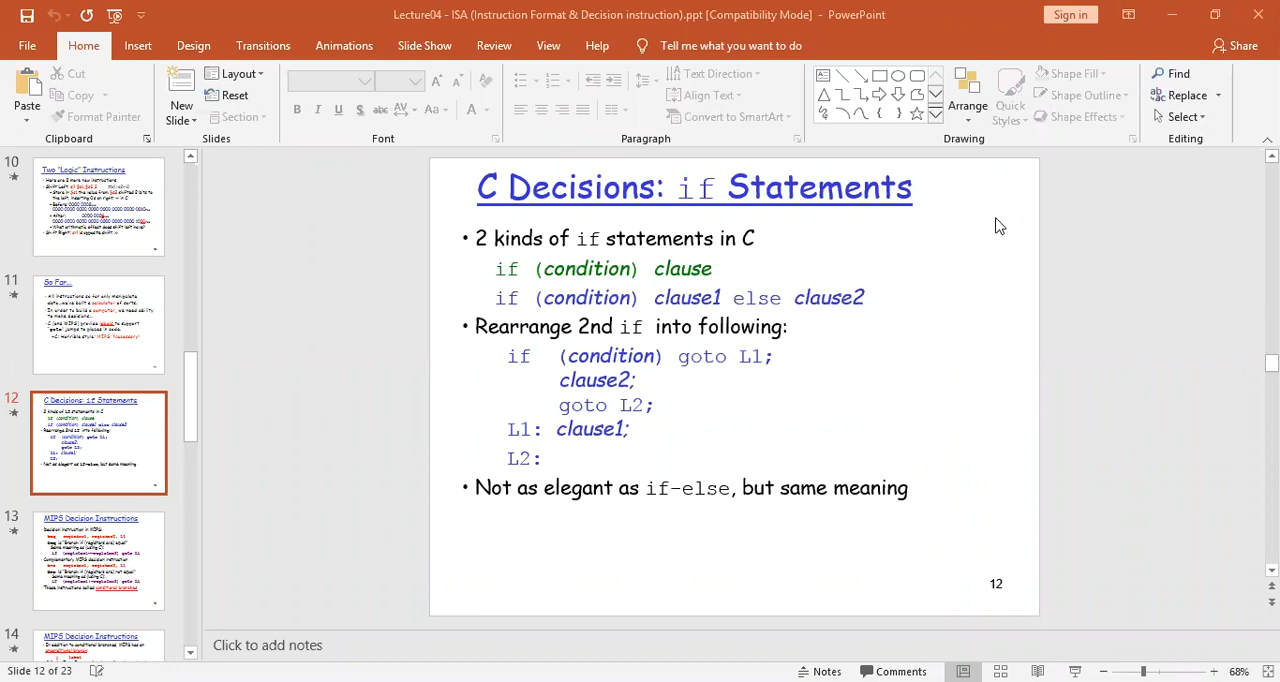 Lecture04 - ISA (Instruction Format & Decision instruction).ppt [Compatibility Mode] - PowerPoint
Sign in
File Home Insert Design Transitions Animations Slide Show Review View Help Tell me what you want to do Share
Paste
Cut
Copy
Format Painter
Clipboard
New Slide
Layout
Reset
Section
Slides
B I U S abc AV Aa A
Font
Paragraph
Text Direction
Align Text
Convert to SmartArt
Arrange
Quick Styles
Shape Fill
Shape Outline
Shape Effects
Drawing
Find
Replace
Select
Editing
10
Two "Logic" Instructions
11
So Far...
12
C Decisions: if Statements
13
MIPS Decision Instructions
14
MIPS Decision Instructions
C Decisions: if Statements
• 2 kinds of if statements in C
if (condition) clause
if (condition) clause1 else clause2
• Rearrange 2nd if into following:
if (condition) goto L1;
clause2;
goto L2;
L1: clause1;
L2:
• Not as elegant as if-else, but same meaning
12
Click to add notes
Slide 12 of 23
Notes
Comments
68%